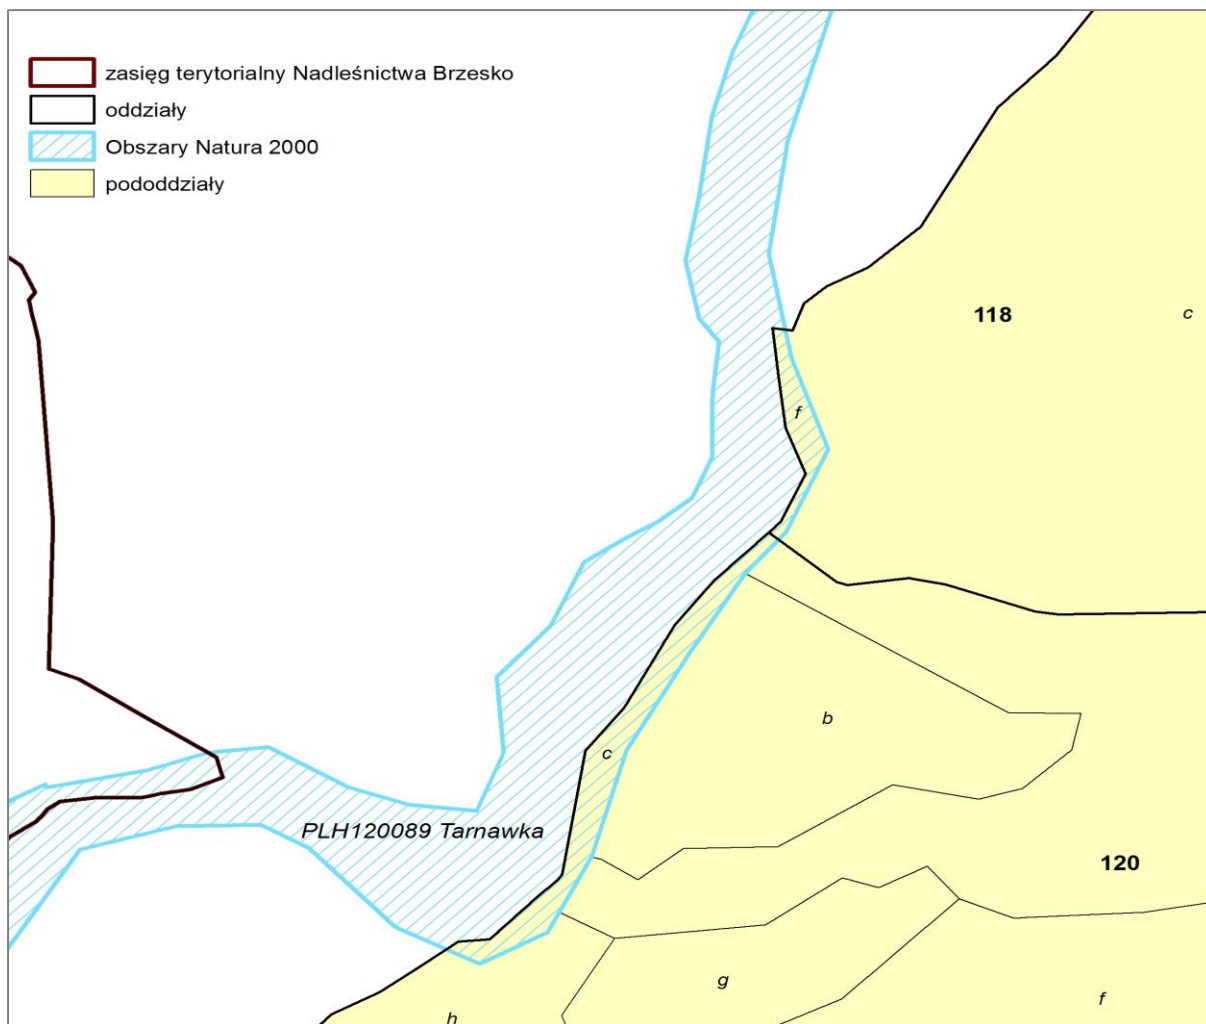 zasięg terytorialny Nadleśnictwa Brzesko
oddziały
Obszary Natura 2000
pododdziały
118
c
f
b
c
PLH120089 Tarnawka
120
g
f
h